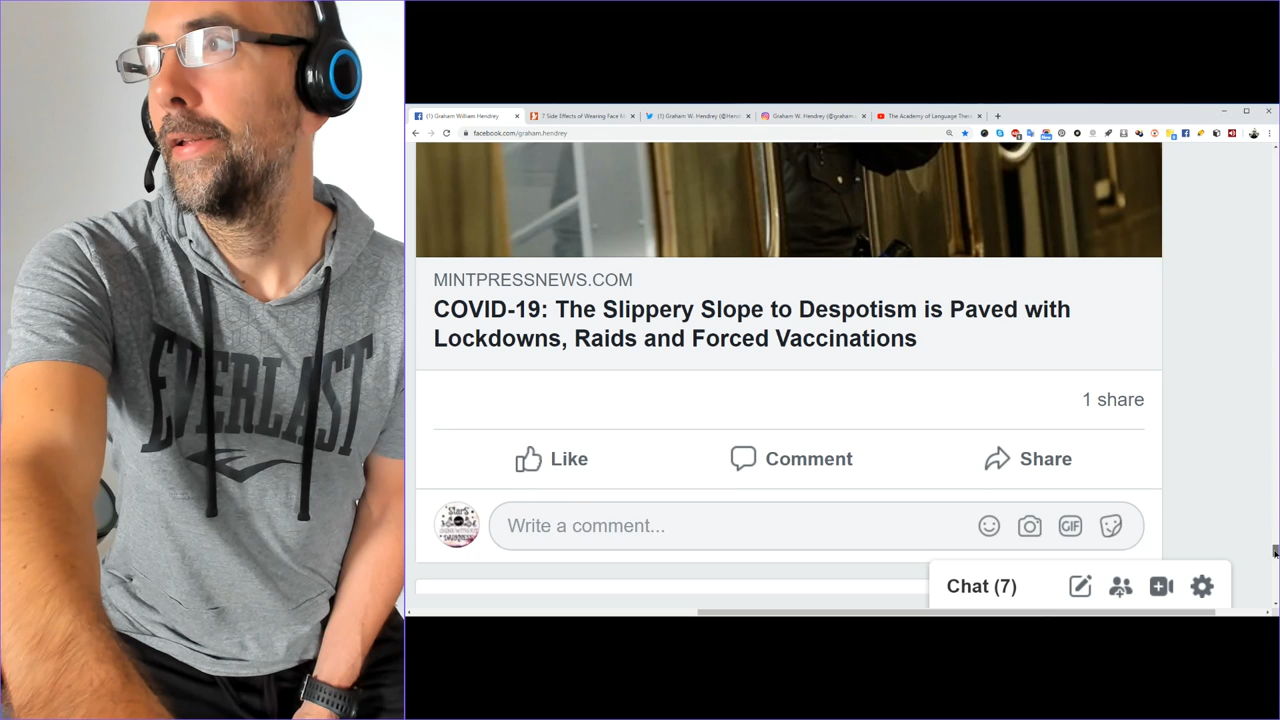 (1) Graham William Hendrey
7 Side Effects of Wearing Face
(1) Graham W. Hendrey (@Hend
Graham W. Hendrey (@graham
The Academy of Language Thera
facebook.com/graham.hendrey
MINTPRESSNEWS.COM
COVID-19: The Slippery Slope to Despotism is Paved with
Lockdowns, Raids and Forced Vaccinations
1 share
Like
Comment
Share
Write a comment...
GIF
Chat (7)
EVERLAST